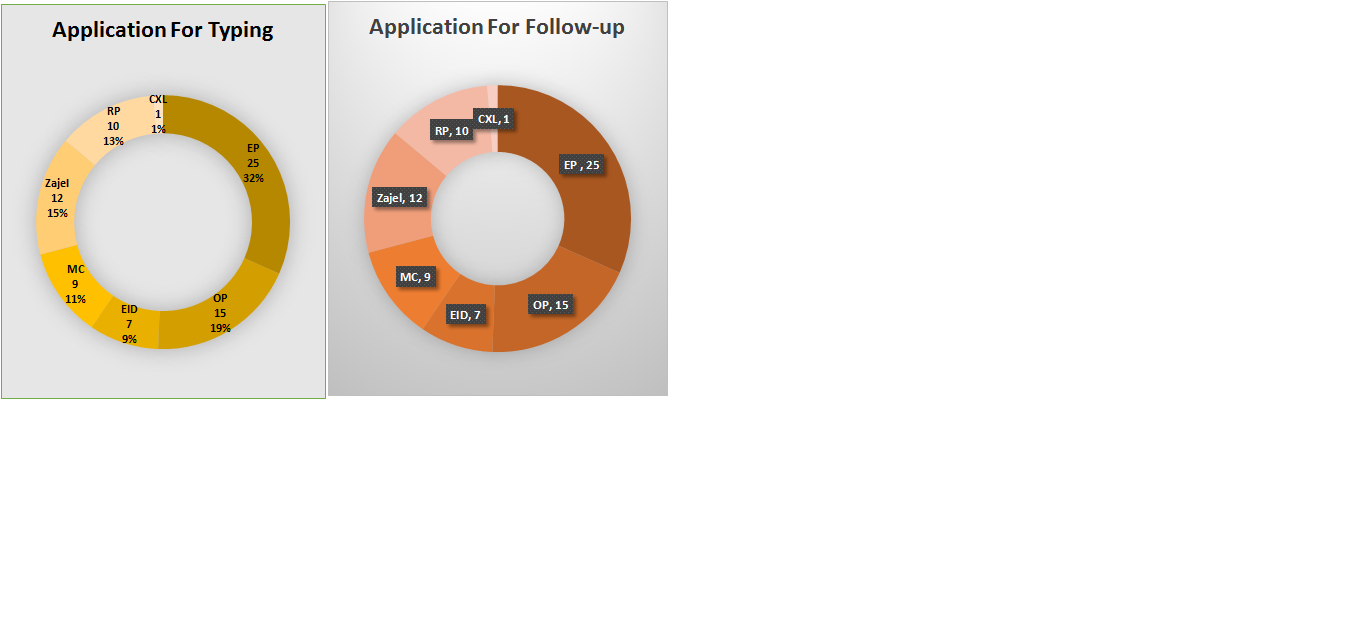 Application For Typing
CXL
1
1%
EP
25
32%
OP
15
19%
EID
7
9%
MC
9
11%
Zajel
12
15%
RP
10
13%
Application For Follow-up
CXL, 1
EP , 25
OP, 15
EID, 7
MC, 9
Zajel, 12
RP, 10